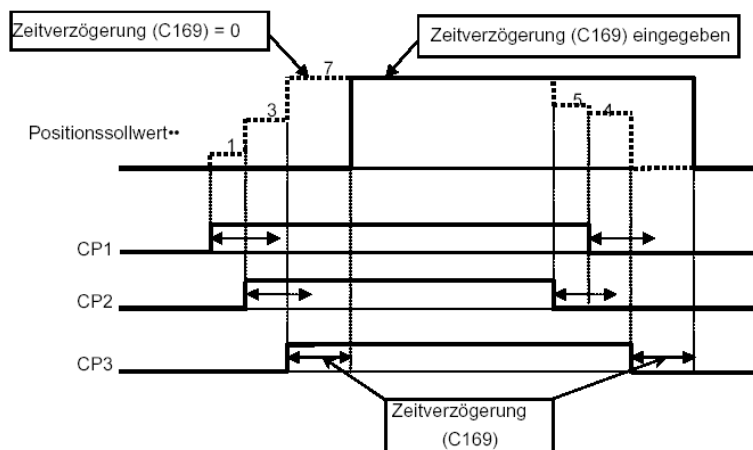 Zeitverzögerung (C169) = 0
Zeitverzögerung (C169) eingegeben
7
3
5
4
1
Positionssollwert••
CP1
CP2
CP3
Zeitverzögerung
(C169)